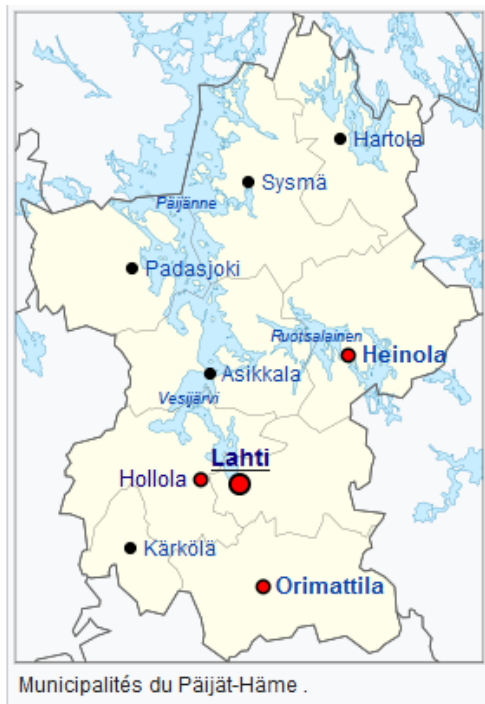 Hartola
Sysmä
Päijänne
Padasjoki
Ruotsalainen
Heinola
Asikkala
Vesijärvi
Lahti
Hollola
Kärkölä
Orimattila
Municipalités du Päijät-Häme .